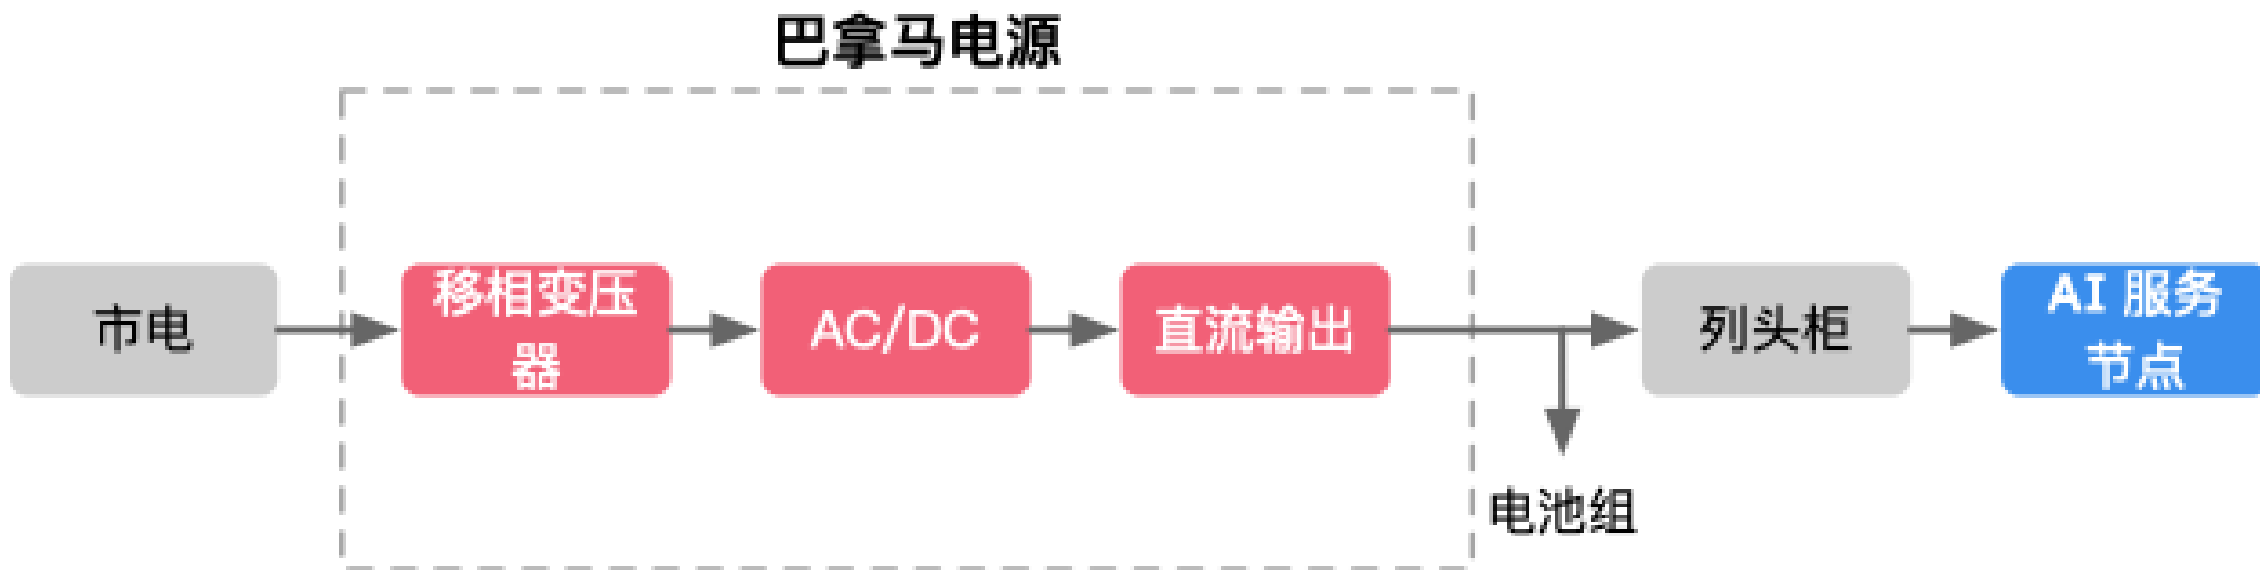 巴拿马电源
市电
移相变压
器
AC/DC
直流输出
列头柜
AI 服务
节点
电池组